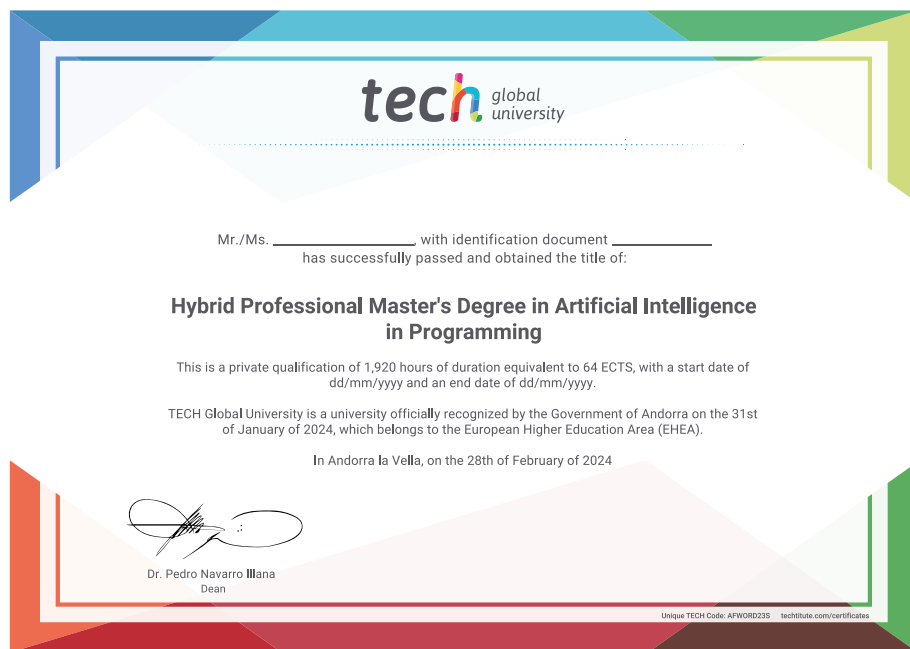 tech global university
Mr./Ms. ____________________, with identification document ______________
has successfully passed and obtained the title of:
Hybrid Professional Master's Degree in Artificial Intelligence
in Programming
This is a private qualification of 1,920 hours of duration equivalent to 64 ECTS, with a start date of
dd/mm/yyyy and an end date of dd/mm/yyyy.
TECH Global University is a university officially recognized by the Government of Andorra on the 31st
of January of 2024, which belongs to the European Higher Education Area (EHEA).
In Andorra la Vella, on the 28th of February of 2024
Dr. Pedro Navarro Illana
Dean
Unique TECH Code: AFWORD23S techtitute.com/certificates